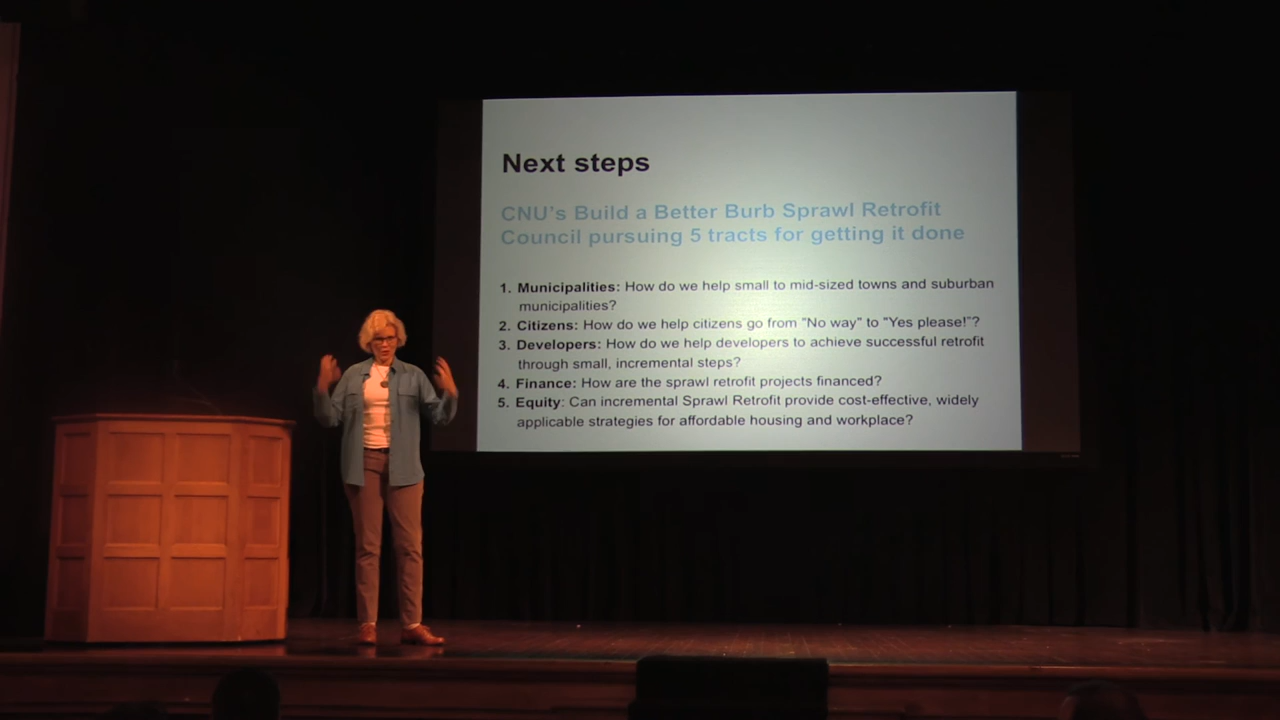 Next steps
CNU's Build a Better Burb Sprawl Retrofit
Council pursuing 5 tracts for getting it done
1. Municipalities: How do we help small to mid-sized towns and suburban
municipalities?
2. Citizens: How do we help citizens go from "No way" to "Yes please!"?
3. Developers: How do we help developers to achieve successful retrofit
through small, incremental steps?
4. Finance: How are the sprawl retrofit projects financed?
5. Equity: Can incremental Sprawl Retrofit provide cost-effective, widely
applicable strategies for affordable housing and workplace?